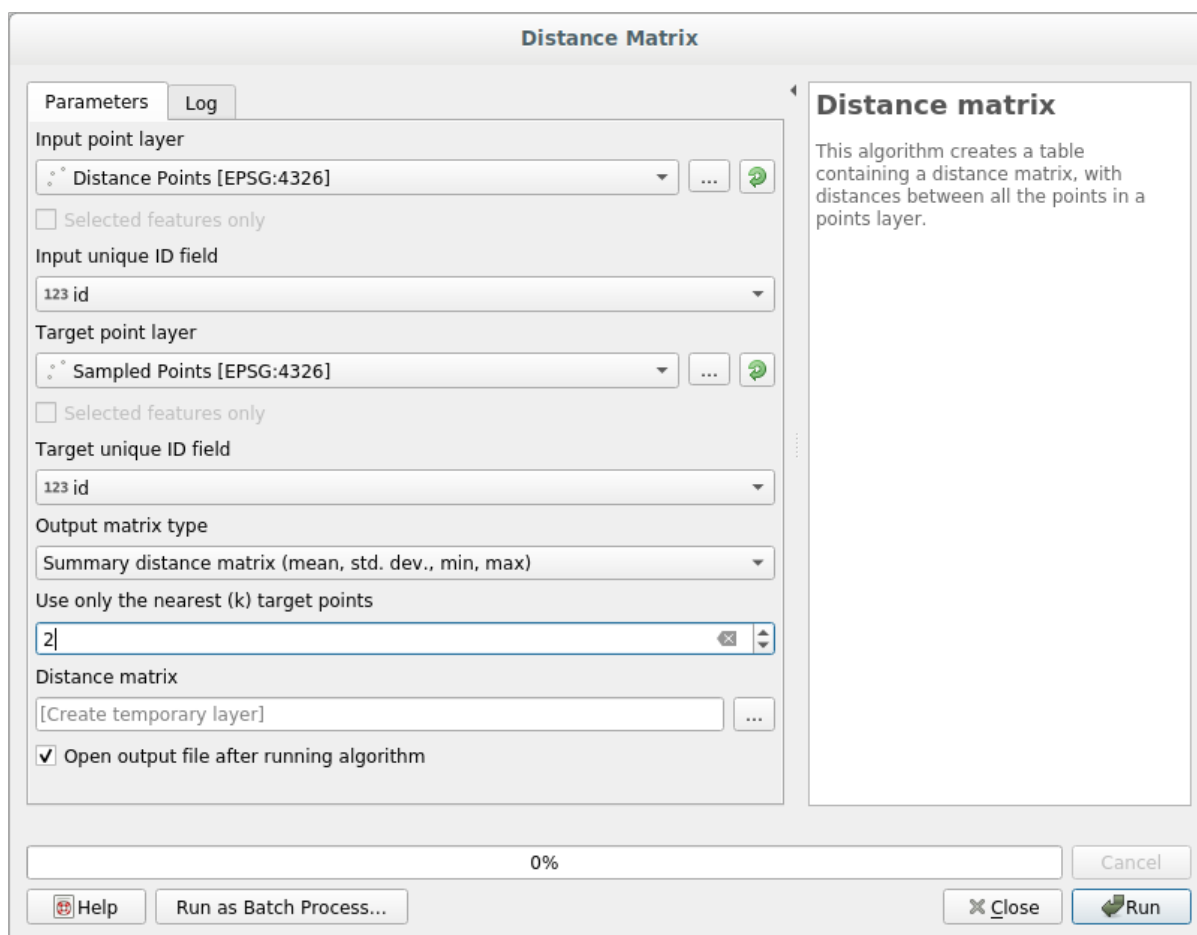 Distance Matrix
Parameters
Log
Input point layer
Distance Points [EPSG:4326]
...
Selected features only
Input unique ID field
123 id
Target point layer
Sampled Points [EPSG:4326]
...
Selected features only
Target unique ID field
123 id
Output matrix type
Summary distance matrix (mean, std. dev., min, max)
Use only the nearest (k) target points
2
Distance matrix
[Create temporary layer]
...
Open output file after running algorithm
Distance matrix
This algorithm creates a table
containing a distance matrix, with
distances between all the points in a
points layer.
0%
Cancel
Help
Run as Batch Process...
Close
Run